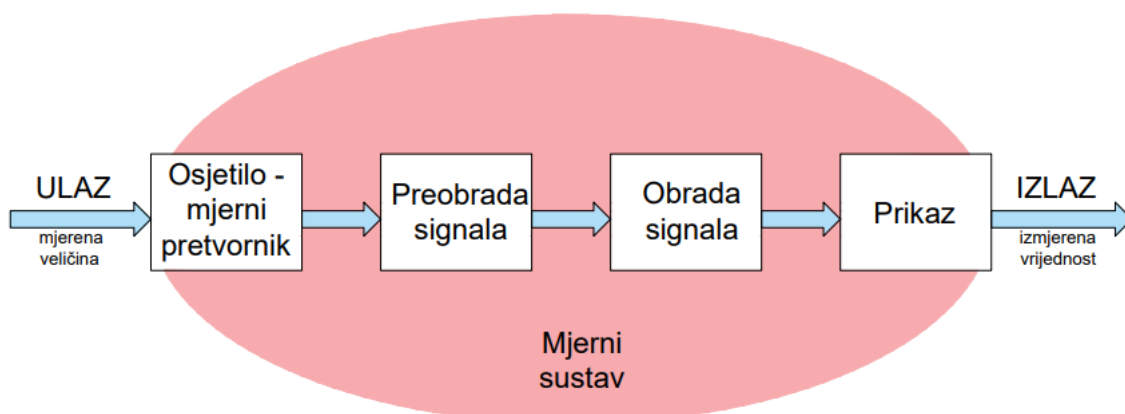 ULAZ
mjerena
veličina
Osjetilo -
mjerni
pretvornik
Preobrada
signala
Obrada
signala
Prikaz
IZLAZ
izmjerena
vrijednost
Mjerni
sustav